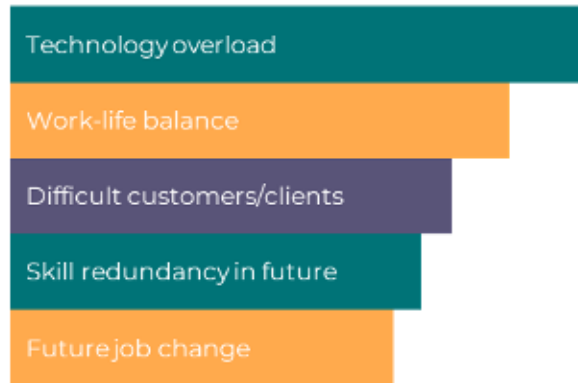 Technology overload
Work-life balance
Difficult customers/clients
Skill redundancy in future
Future job change